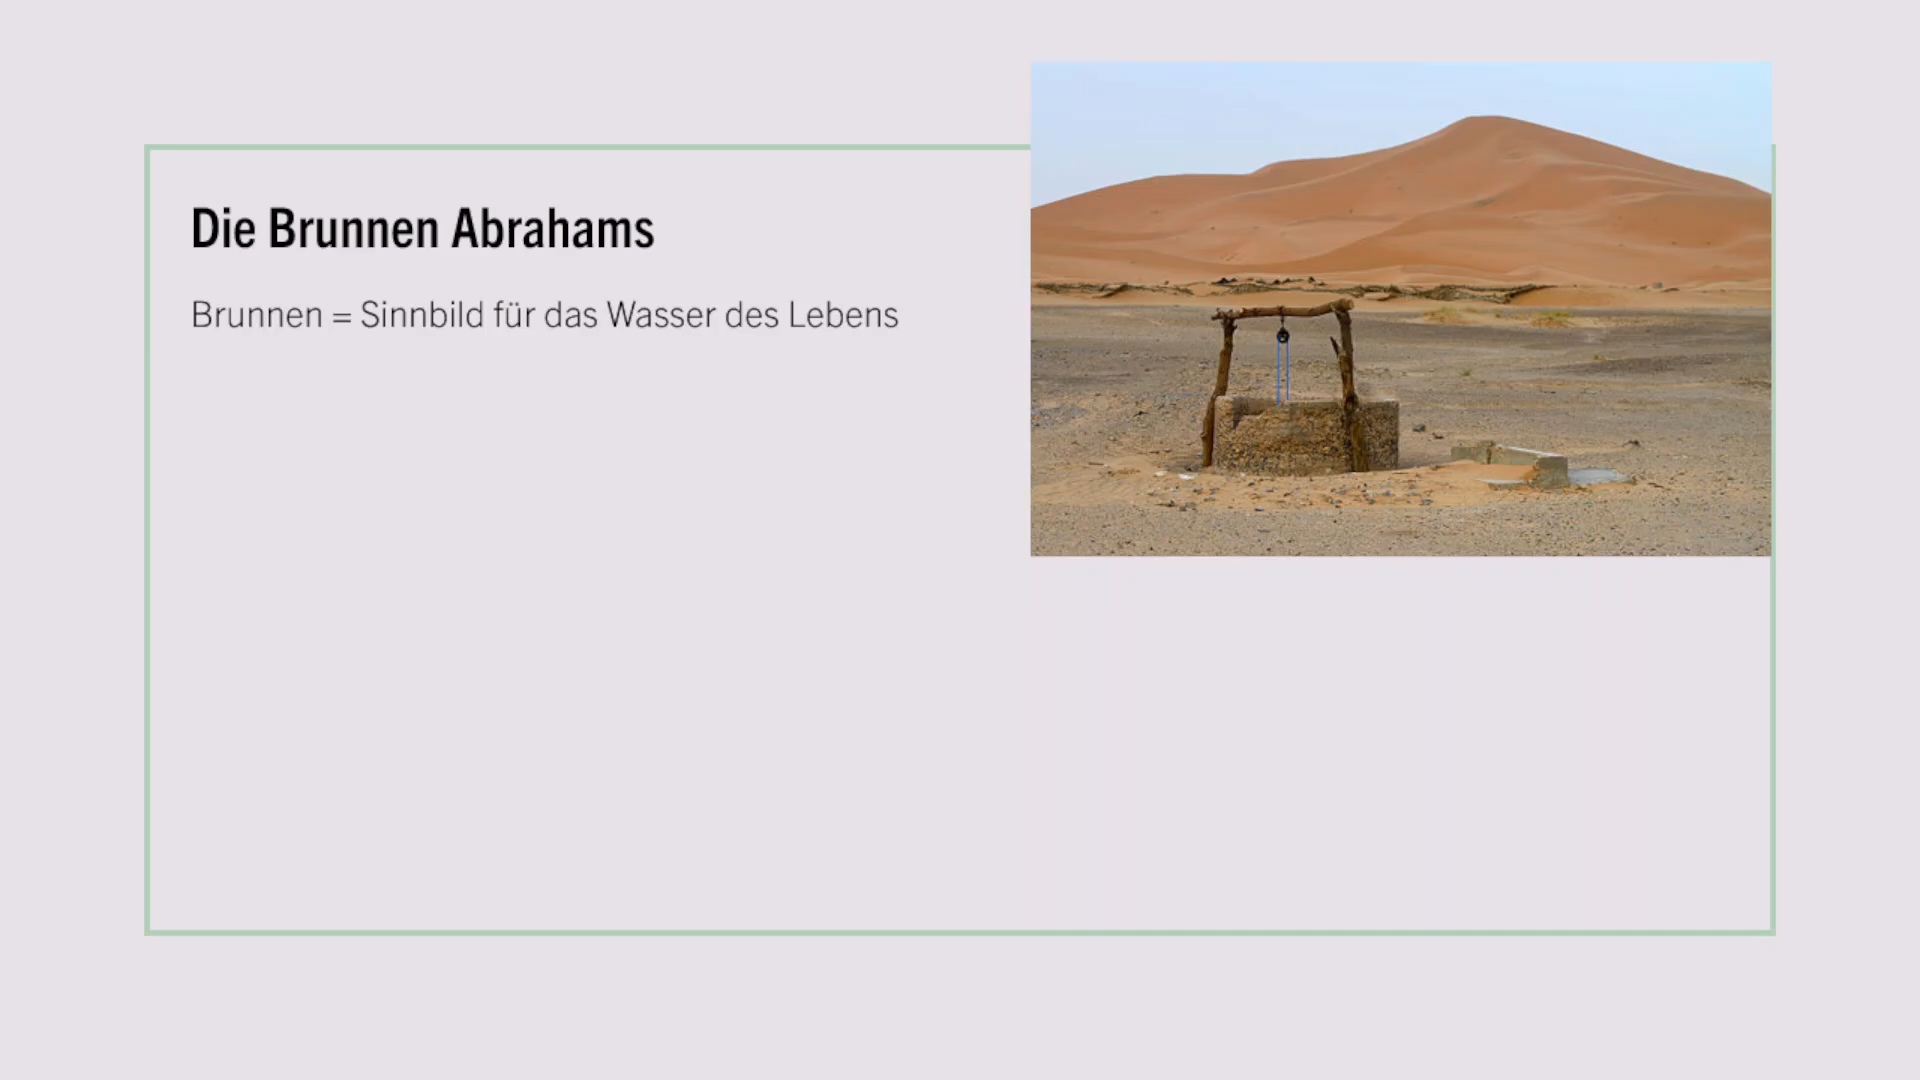 Die Brunnen Abrahams
Brunnen = Sinnbild für das Wasser des Lebens